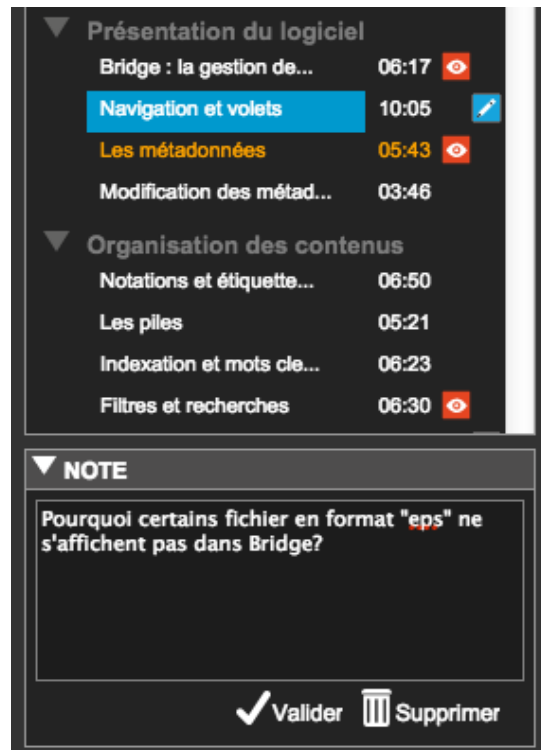 Présentation du logiciel
Bridge : la gestion de... 06:17
Navigation et volets 10:05
Les métadonnées 05:43
Modification des métad... 03:46
Organisation des contenus
Notations et étiquette... 06:50
Les piles 05:21
Indexation et mots cle... 06:23
Filtres et recherches 06:30
NOTE
Pourquoi certains fichier en format "eps" ne
s'affichent pas dans Bridge?
Valider Supprimer